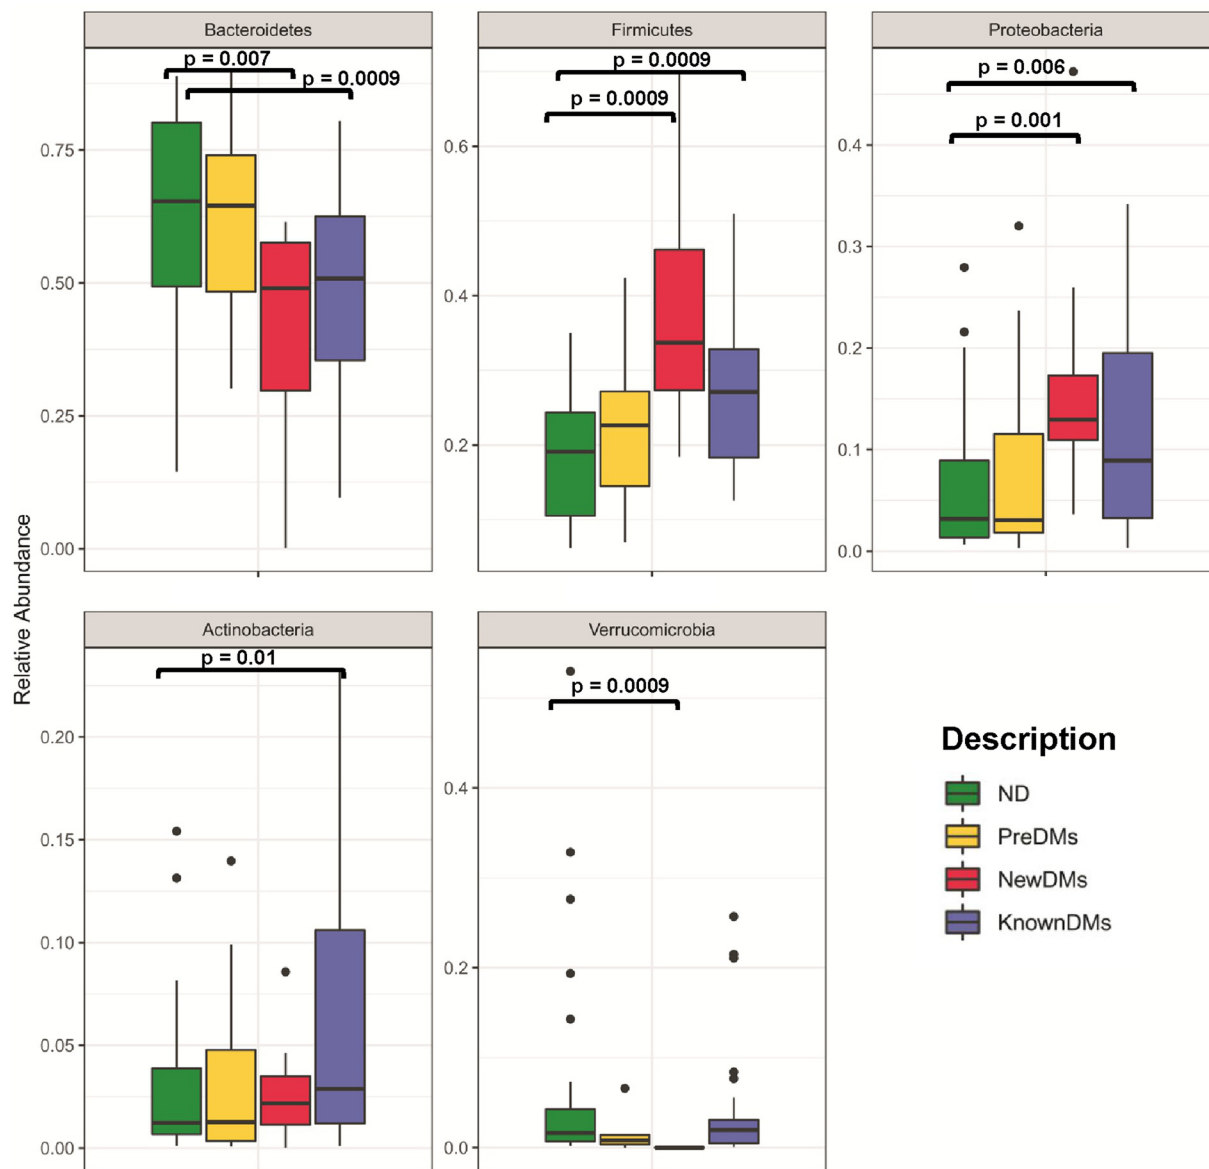 Bacteroidetes
p = 0.007
p = 0.0009
0.75
0.50
0.25
0.00
Firmicutes
p = 0.0009
p = 0.0009
0.6
0.4
0.2
Proteobacteria
p = 0.006
p = 0.001
0.4
0.3
0.2
0.1
0.0
Relative Abundance
Actinobacteria
p = 0.01
0.20
0.15
0.10
0.05
0.00
Verrucomicrobia
p = 0.0009
0.4
0.2
0.0
Description
ND
PreDMs
NewDMs
KnownDMs